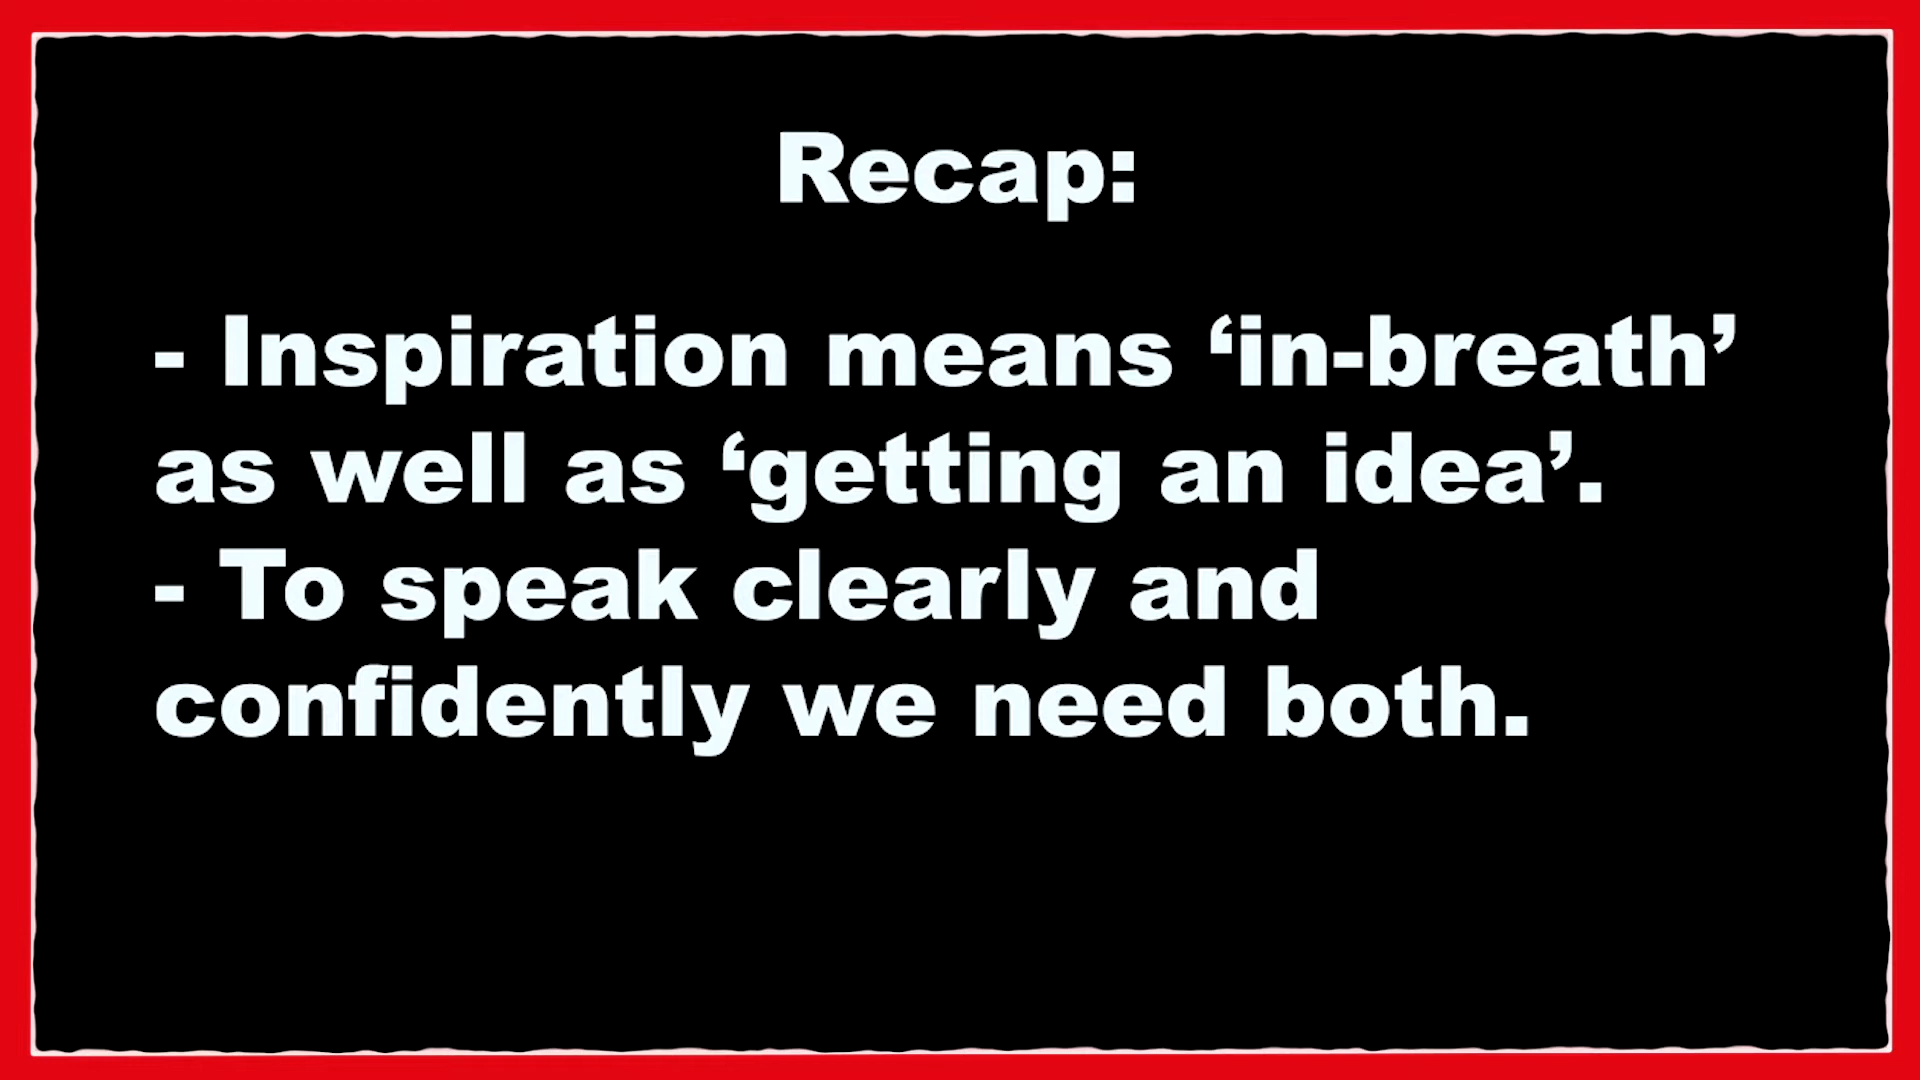 Recap:
- Inspiration means ‘in-breath’
as well as ‘getting an idea’.
- To speak clearly and
confidently we need both.